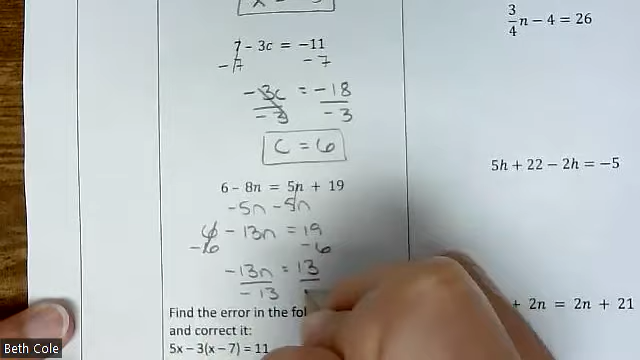 7 - 3c = -11
-7 -7
-3c = -18
-3 -3
c = 6
6 - 8n = 5n + 19
-5n -5n
6 - 13n = 19
-6 -6
-13n = 13
-13
Find the error in the fol
and correct it:
5x - 3(x - 7) = 11
3/4 n - 4 = 26
5h + 22 - 2h = -5
+ 2n = 2n + 21
Beth Cole